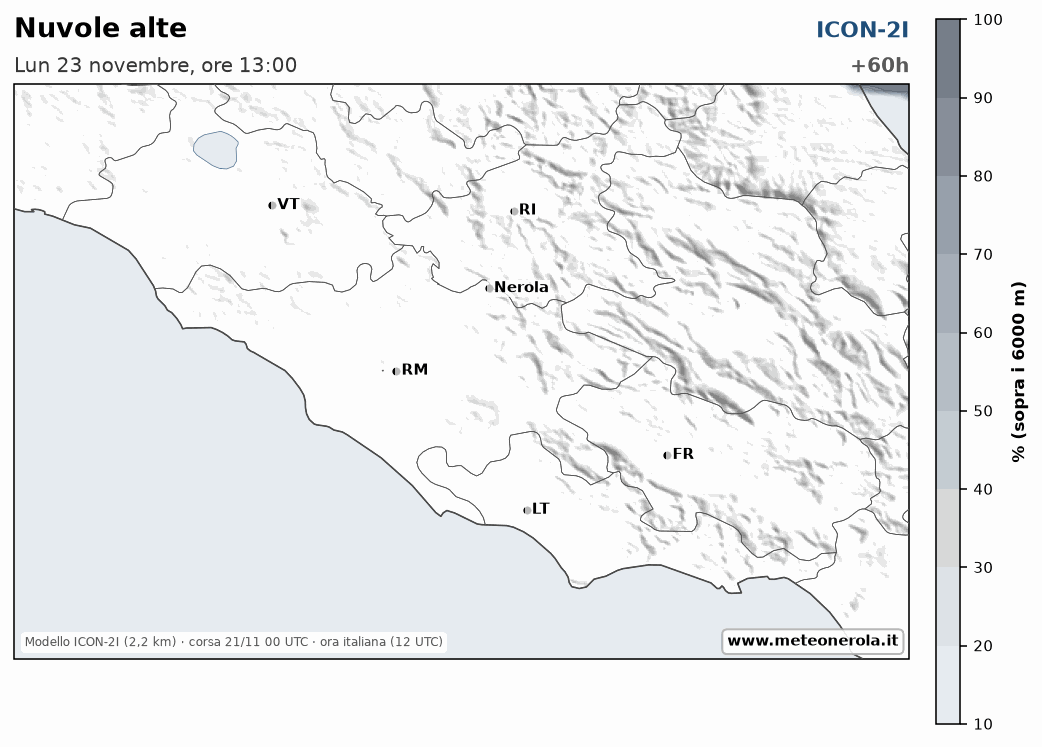 Nuvole alte
ICON-2I
Lun 23 novembre, ore 13:00
+60h
100
90
80
70
60
50
40
30
20
10
% (sopra i 6000 m)
VT
RI
Nerola
RM
FR
LT
Modello ICON-2I (2,2 km) · corsa 21/11 00 UTC · ora italiana (12 UTC)
www.meteonerola.it